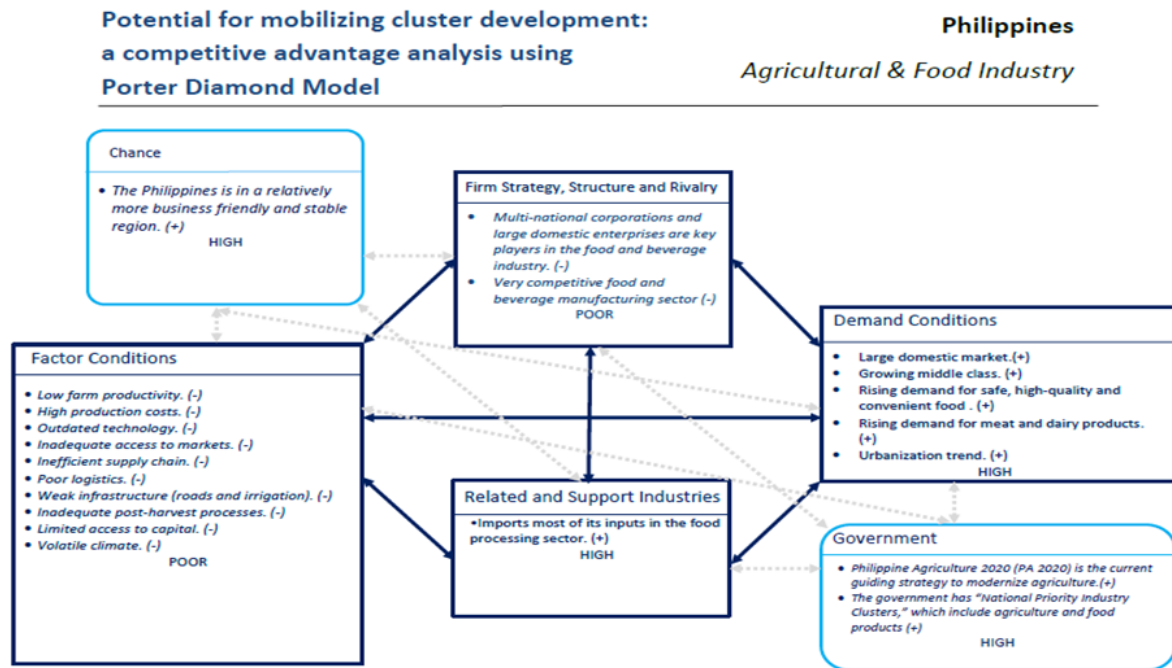 Potential for mobilizing cluster development:
a competitive advantage analysis using
Porter Diamond Model
Philippines
Agricultural & Food Industry
Chance
• The Philippines is in a relatively
more business friendly and stable
region. (+)
HIGH
Firm Strategy, Structure and Rivalry
• Multi-national corporations and
large domestic enterprises are key
players in the food and beverage
industry. (-)
• Very competitive food and
beverage manufacturing sector (-)
POOR
Demand Conditions
• Large domestic market.(+)
• Growing middle class. (+)
• Rising demand for safe, high-quality and
convenient food . (+)
• Rising demand for meat and dairy products.
(+)
• Urbanization trend. (+)
HIGH
Factor Conditions
• Low farm productivity. (-)
• High production costs. (-)
• Outdated technology. (-)
• Inadequate access to markets. (-)
• Inefficient supply chain. (-)
• Poor logistics. (-)
• Weak infrastructure (roads and irrigation). (-)
• Inadequate post-harvest processes. (-)
• Limited access to capital. (-)
• Volatile climate. (-)
POOR
Related and Support Industries
•Imports most of its inputs in the food
processing sector. (+)
HIGH
Government
• Philippine Agriculture 2020 (PA 2020) is the current
guiding strategy to modernize agriculture.(+)
• The government has “National Priority Industry
Clusters,” which include agriculture and food
products (+)
HIGH